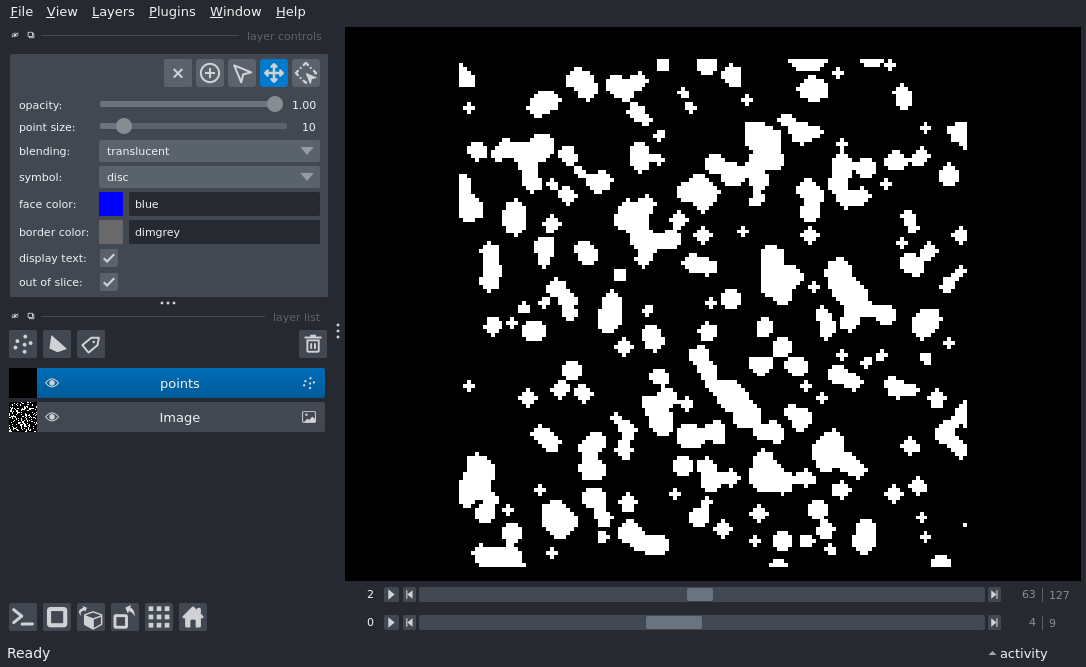 File View Layers Plugins Window Help
layer controls
opacity: 1.00
point size: 10
blending: translucent
symbol: disc
face color: blue
border color: dimgrey
display text:
out of slice:
layer list
points
Image
2 63 127
0 4 9
Ready activity